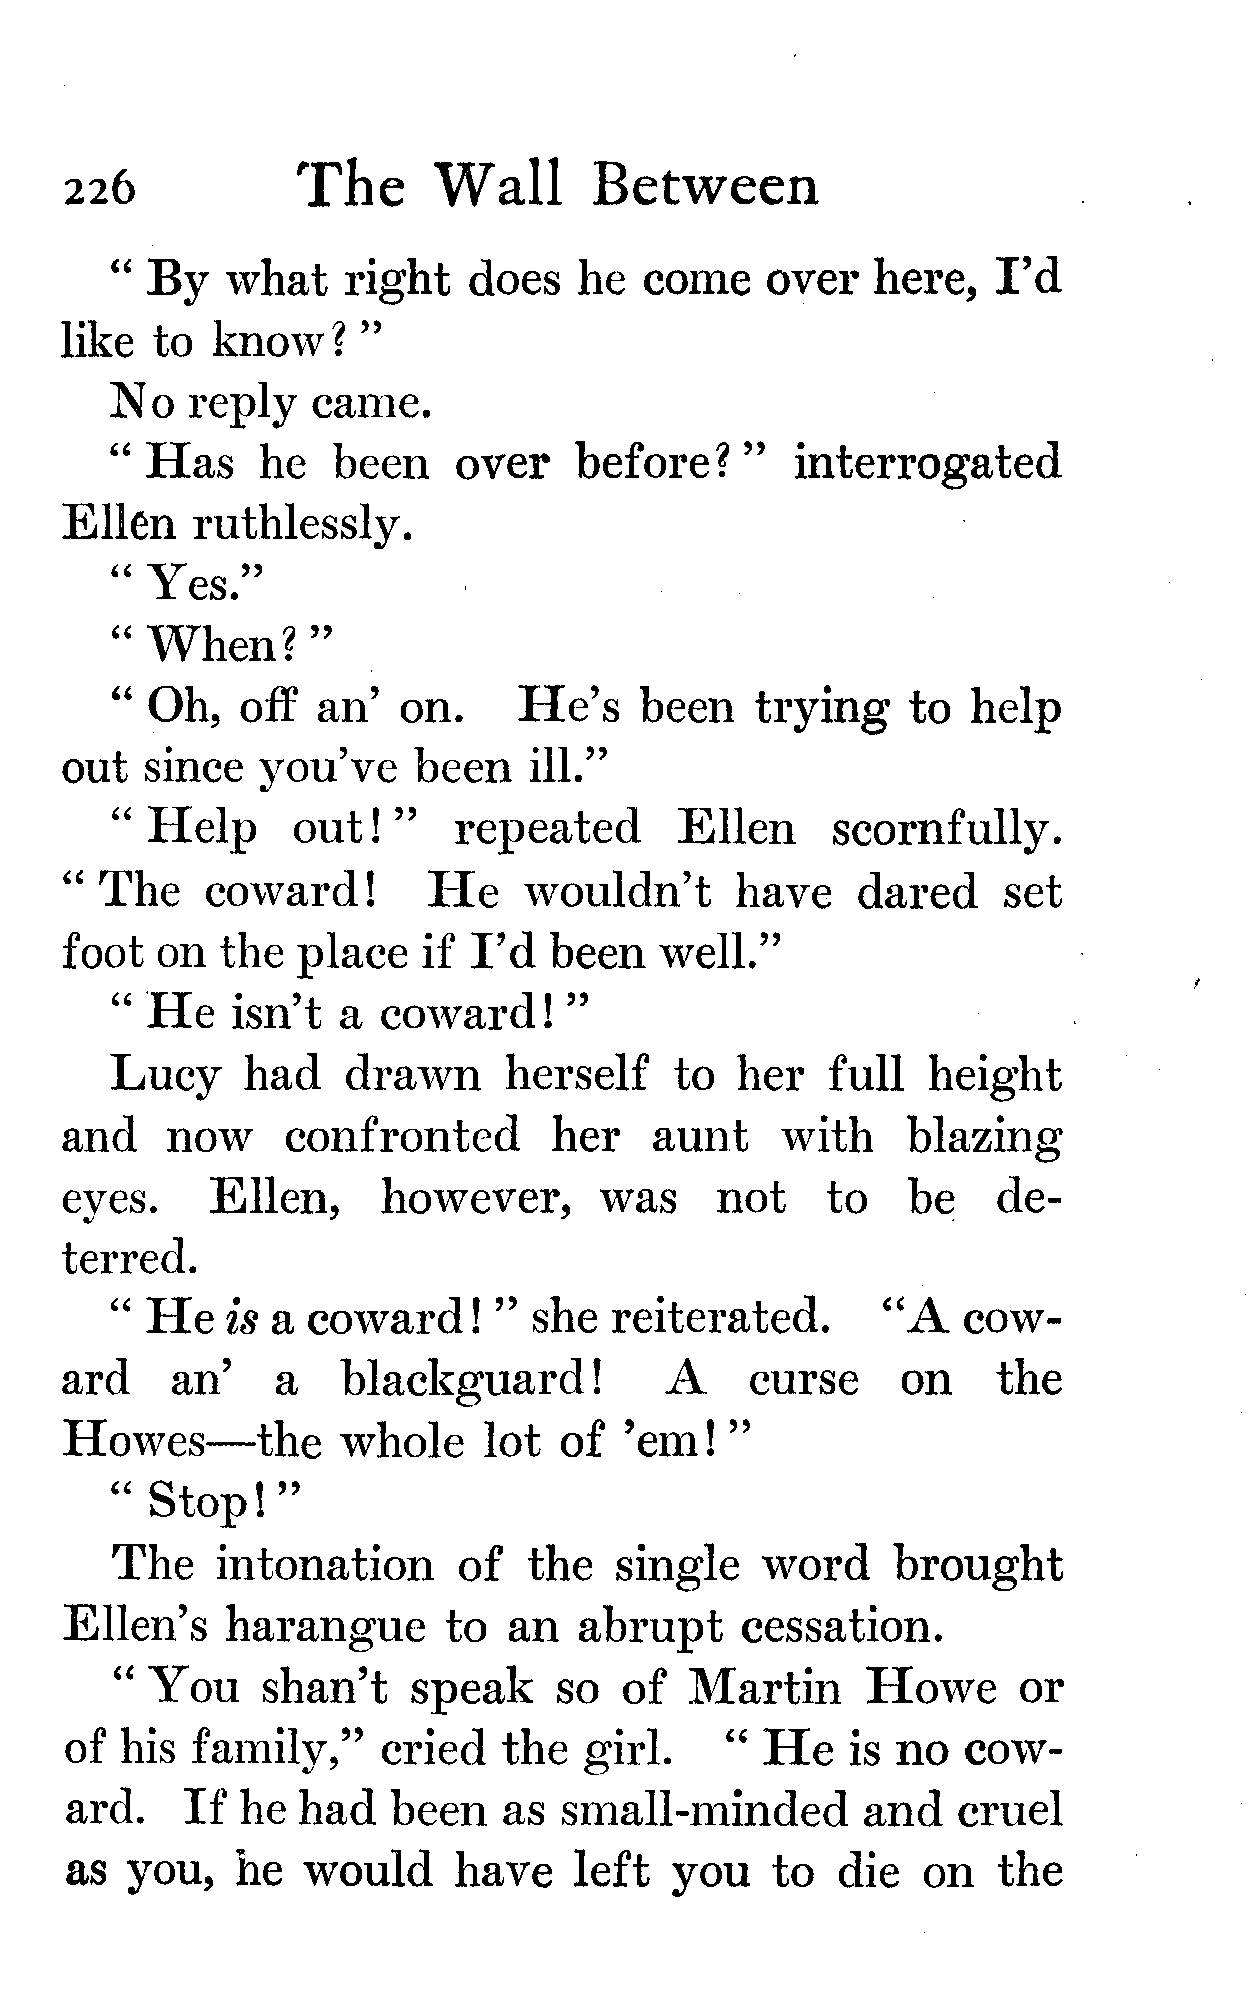 226 The Wall Between
“ By what right does he come over here, I’d
like to know? ”
No reply came.
“ Has he been over before? ” interrogated
Ellen ruthlessly.
“ Yes.”
“ When? ”
“ Oh, off an’ on. He’s been trying to help
out since you’ve been ill.”
“ Help out! ” repeated Ellen scornfully.
“ The coward! He wouldn’t have dared set
foot on the place if I’d been well.”
“ He isn’t a coward! ”
Lucy had drawn herself to her full height
and now confronted her aunt with blazing
eyes. Ellen, however, was not to be de-
terred.
“ He is a coward! ” she reiterated. “A cow-
ard an’ a blackguard! A curse on the
Howes—the whole lot of ’em! ”
“ Stop! ”
The intonation of the single word brought
Ellen’s harangue to an abrupt cessation.
“ You shan’t speak so of Martin Howe or
of his family,” cried the girl. “ He is no cow-
ard. If he had been as small-minded and cruel
as you, he would have left you to die on the